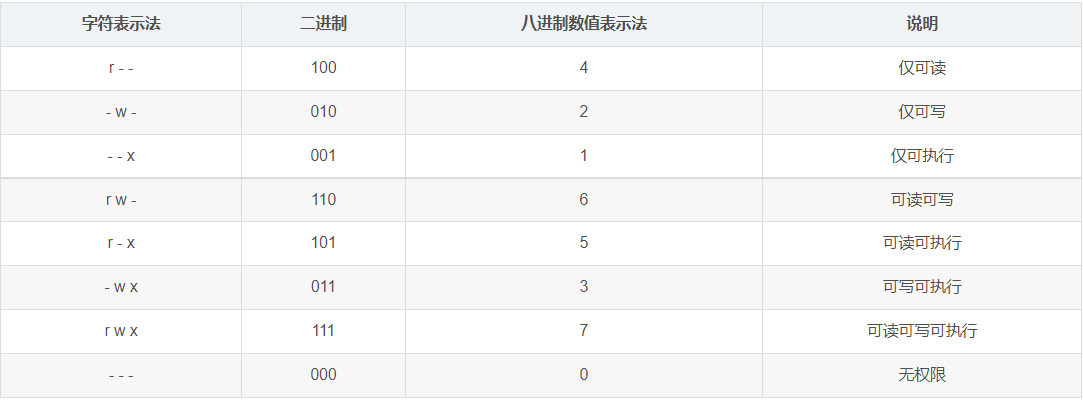 字符表示法 二进制 八进制数值表示法 说明
r - - 100 4 仅可读
- w - 010 2 仅可写
- - x 001 1 仅可执行
r w - 110 6 可读可写
r - x 101 5 可读可执行
- w x 011 3 可写可执行
r w x 111 7 可读可写可执行
- - - 000 0 无权限